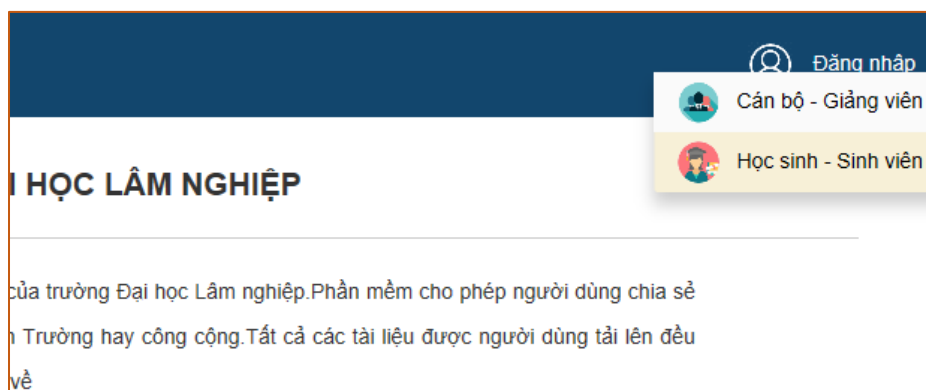 Đăng nhập
Cán bộ - Giảng viên
Học sinh - Sinh viên
I HỌC LÂM NGHIỆP
của trường Đại học Lâm nghiệp.Phần mềm cho phép người dùng chia sẻ
Trường hay công cộng.Tất cả các tài liệu được người dùng tải lên đều
về